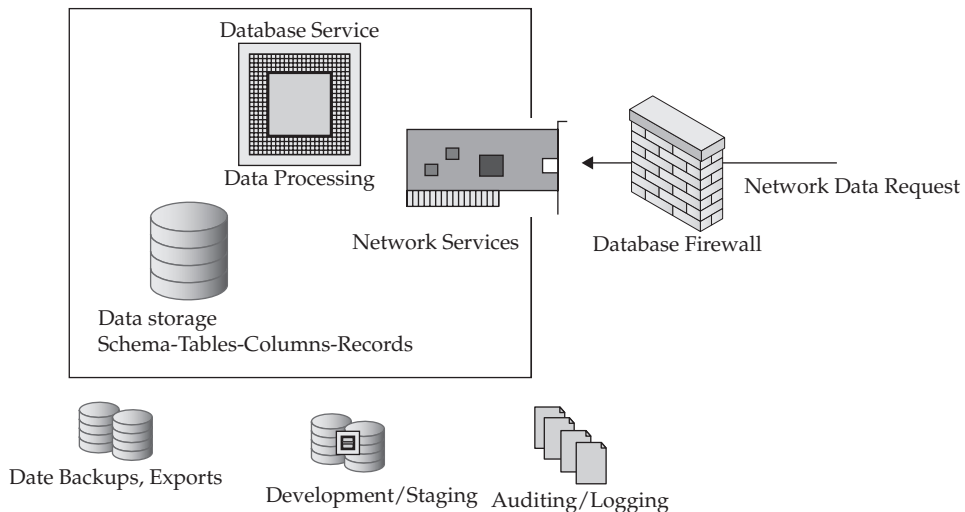 Database Service
Data Processing
Network Services
Network Data Request
Database Firewall
Data storage
Schema-Tables-Columns-Records
Date Backups, Exports
Development/Staging
Auditing/Logging